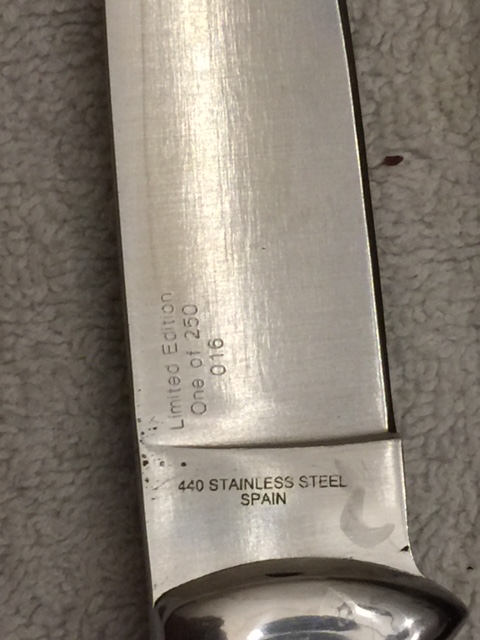 Limited Edition
One of 250
016
440 STAINLESS STEEL
SPAIN